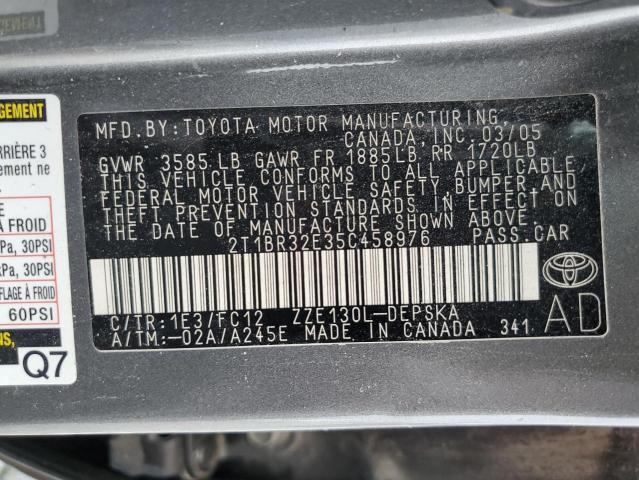 GEMENT
RRIÈRE 3
tement ne
À FROID
Pa, 30PSI
kPa, 30PSI
FLAGE À FROID
60PSI
NS,
Q7
MFD.BY:TOYOTA MOTOR MANUFACTURING,
CANADA, INC. 03/05
GVWR 3585 LB GAWR FR 1885LB RR 1720LB
THIS VEHICLE CONFORMS TO ALL APPLICABLE
FEDERAL MOTOR VEHICLE SAFETY, BUMPER AND
THEFT PREVENTION STANDARDS IN EFFECT ON
THE DATE OF MANUFACTURE SHOWN ABOVE.
2T1BR32E35C458976 PASS-CAR
C/TR:1E3/FC12 ZZE130L-DEPSKA
A/TM:-02A/A245E MADE IN CANADA 341
AD